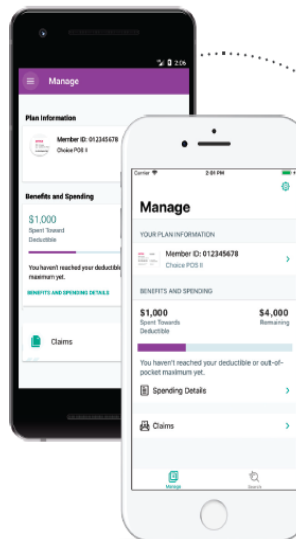 2:06
Manage
Plan Information
Member ID: 012345678
Choice POS II
Benefits and Spending
$1,000
Spent Toward
Deductible
You haven't reached your deductible
maximum yet.
BENEFITS AND SPENDING DETAILS
Claims
Carrier
2:01 PM
Manage
YOUR PLAN INFORMATION
Member ID: 012345678
Choice POS II
BENEFITS AND SPENDING
$1,000 $4,000
Spent Towards Remaining
Deductible
You haven't reached your deductible or out-of-
pocket maximum yet.
Spending Details
Claims
Manage Search